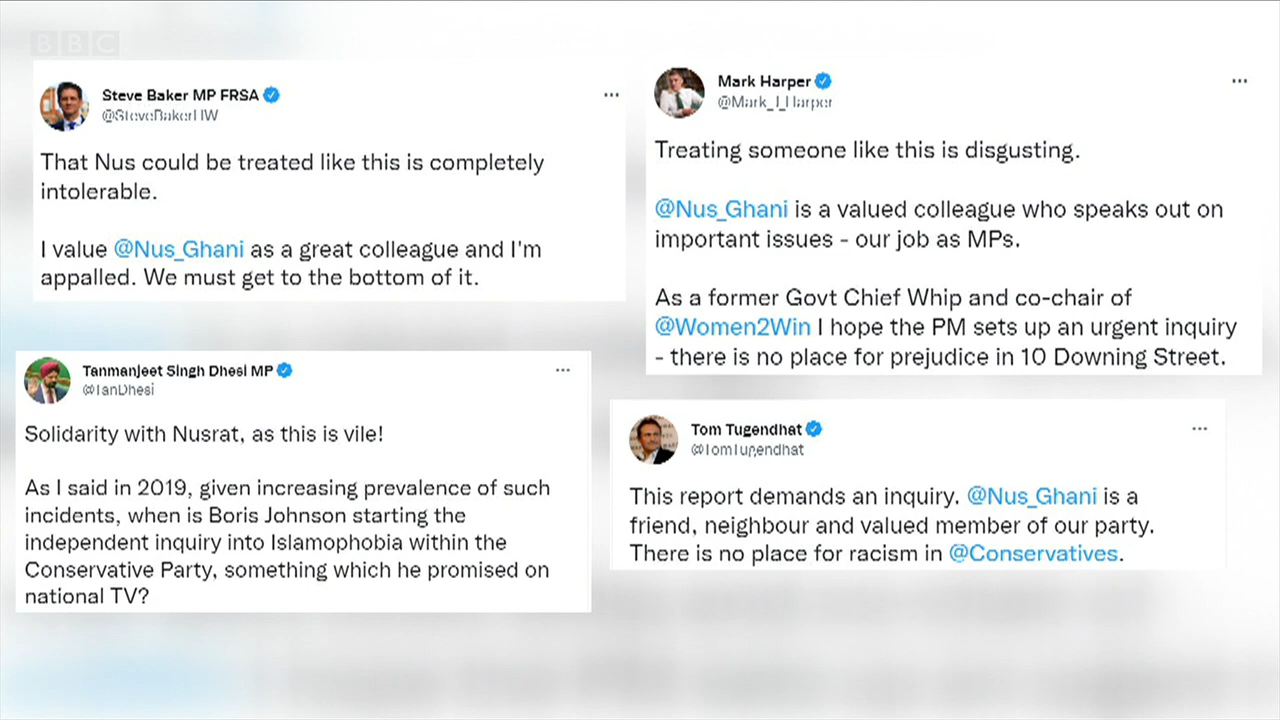 BBC
Steve Baker MP FRSA
@SteveBakerHW
That Nus could be treated like this is completely
intolerable.
I value @Nus_Ghani as a great colleague and I'm
appalled. We must get to the bottom of it.
Mark Harper
@Mark_J_Harper
Treating someone like this is disgusting.
@Nus_Ghani is a valued colleague who speaks out on
important issues - our job as MPs.
As a former Govt Chief Whip and co-chair of
@Women2Win I hope the PM sets up an urgent inquiry
- there is no place for prejudice in 10 Downing Street.
Tanmanjeet Singh Dhesi MP
@TanDhesi
Solidarity with Nusrat, as this is vile!
As I said in 2019, given increasing prevalence of such
incidents, when is Boris Johnson starting the
independent inquiry into Islamophobia within the
Conservative Party, something which he promised on
national TV?
Tom Tugendhat
@TomTugendhat
This report demands an inquiry. @Nus_Ghani is a
friend, neighbour and valued member of our party.
There is no place for racism in @Conservatives.